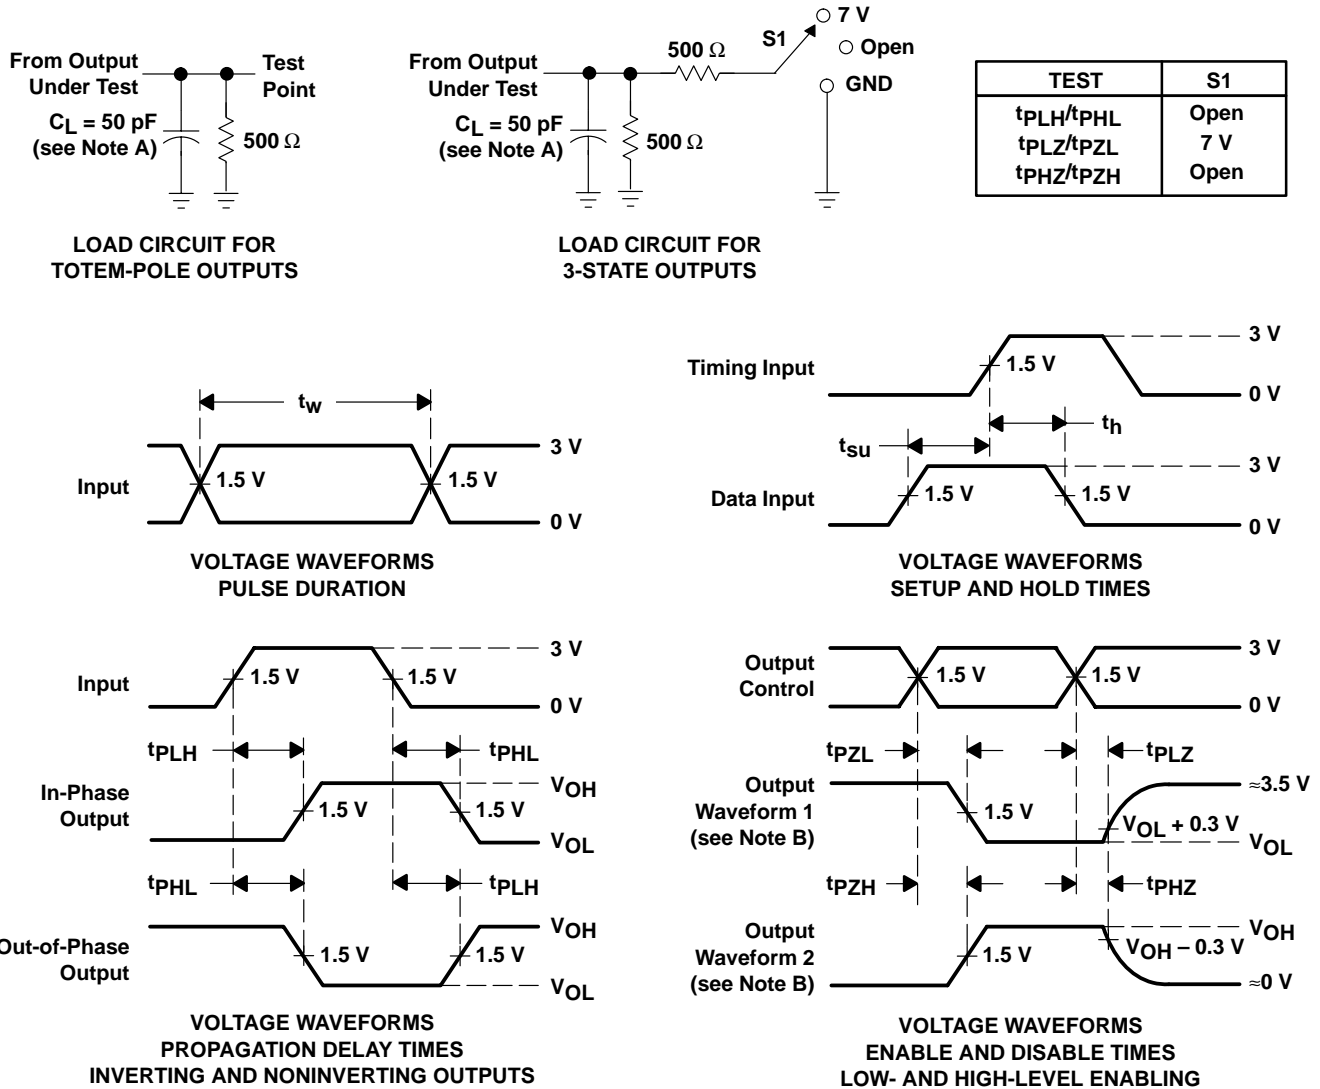 From Output
Under Test
Test
Point
CL = 50 pF
(see Note A)
500 Ω
LOAD CIRCUIT FOR
TOTEM-POLE OUTPUTS
From Output
Under Test
CL = 50 pF
(see Note A)
500 Ω
500 Ω
S1
7 V
Open
GND
LOAD CIRCUIT FOR
3-STATE OUTPUTS
TEST S1
tPLH/tPHL Open
tPLZ/tPZL 7 V
tPHZ/tPZH Open
tw
Input
1.5 V
1.5 V
3 V
0 V
VOLTAGE WAVEFORMS
PULSE DURATION
Timing Input
1.5 V
3 V
0 V
th
tsu
Data Input
1.5 V
1.5 V
3 V
0 V
VOLTAGE WAVEFORMS
SETUP AND HOLD TIMES
Input
1.5 V
1.5 V
3 V
0 V
tPLH
tPHL
In-Phase
Output
1.5 V
1.5 V
VOH
VOL
tPHL
tPLH
Out-of-Phase
Output
1.5 V
1.5 V
VOH
VOL
VOLTAGE WAVEFORMS
PROPAGATION DELAY TIMES
INVERTING AND NONINVERTING OUTPUTS
Output
Control
1.5 V
1.5 V
3 V
0 V
tPZL
tPLZ
Output
Waveform 1
(see Note B)
1.5 V
≈3.5 V
VOL + 0.3 V
VOL
tPZH
tPHZ
Output
Waveform 2
(see Note B)
1.5 V
VOH
VOH − 0.3 V
≈0 V
VOLTAGE WAVEFORMS
ENABLE AND DISABLE TIMES
LOW- AND HIGH-LEVEL ENABLING